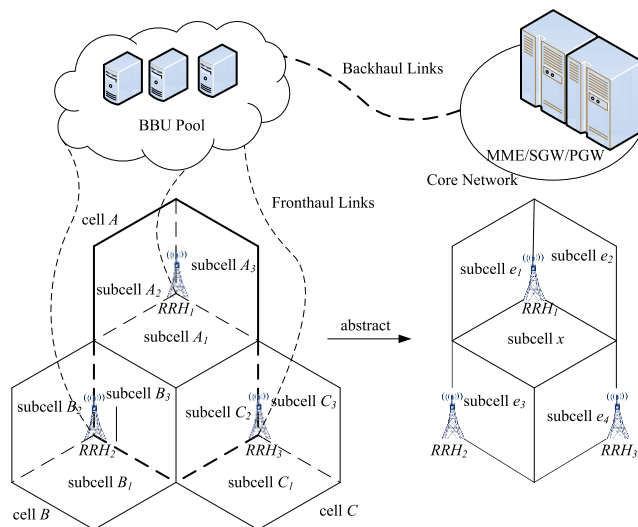 Backhaul Links
BBU Pool
MME/SGW/PGW
Core Network
Fronthaul Links
cell A
subcell A3
subcell A2
RRH1
subcell A1
abstract
subcell e2
subcell e1
RRH1
subcell x
subcell B3
subcell B2
RRH2
subcell B1
cell B
subcell C3
subcell C2
RRH3
subcell C1
cell C
subcell e3
subcell e4
RRH2
RRH3